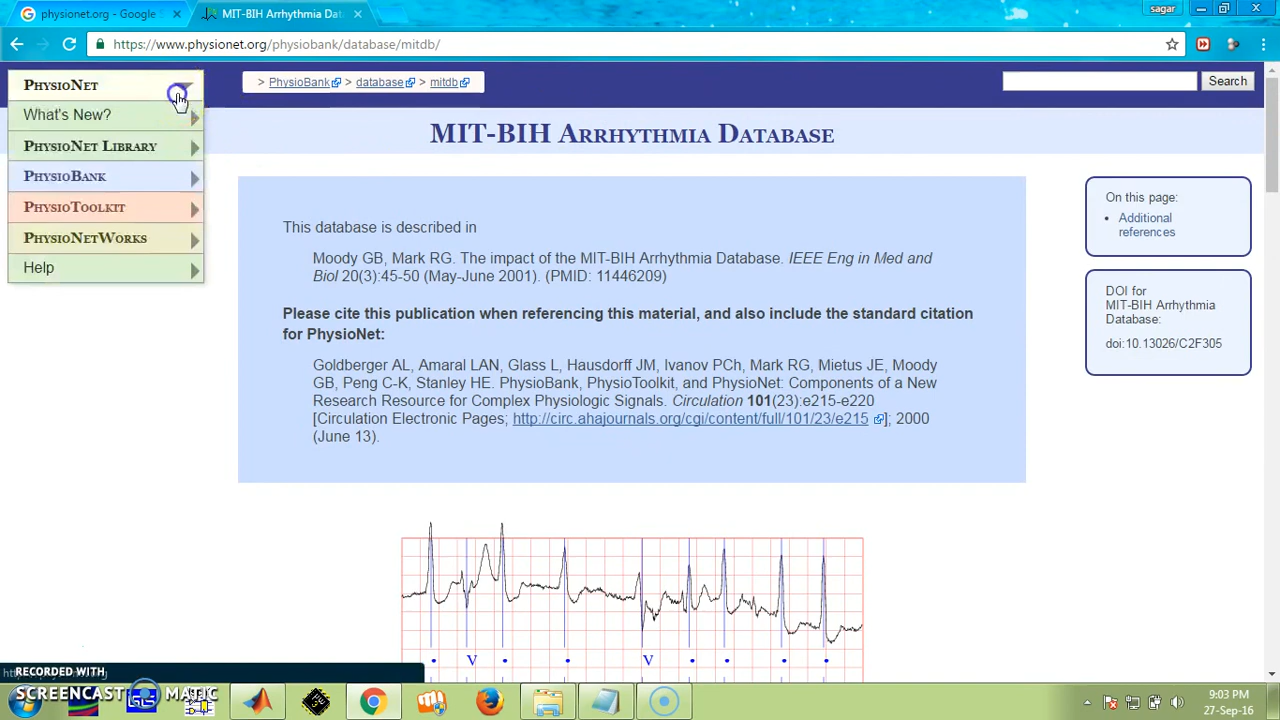 physionet.org - Google
MIT-BIH Arrhythmia Dat
sagar
https://www.physionet.org/physiobank/database/mitdb/
PhysioNet
> PhysioBank > database > mitdb
Search
What's New?
PhysioNet Library
PhysioBank
PhysioToolkit
PhysioNetWorks
Help
MIT-BIH Arrhythmia Database
This database is described in
Moody GB, Mark RG. The impact of the MIT-BIH Arrhythmia Database. IEEE Eng in Med and
Biol 20(3):45-50 (May-June 2001). (PMID: 11446209)
Please cite this publication when referencing this material, and also include the standard citation
for PhysioNet:
Goldberger AL, Amaral LAN, Glass L, Hausdorff JM, Ivanov PCh, Mark RG, Mietus JE, Moody
GB, Peng C-K, Stanley HE. PhysioBank, PhysioToolkit, and PhysioNet: Components of a New
Research Resource for Complex Physiologic Signals. Circulation 101(23):e215-e220
[Circulation Electronic Pages; http://circ.ahajournals.org/cgi/content/full/101/23/e215 ]; 2000
(June 13).
On this page:
• Additional
references
DOI for
MIT-BIH Arrhythmia
Database:
doi:10.13026/C2F305
V
V
RECORDED WITH
SCREENCAST MATIC
9:03 PM
27-Sep-16